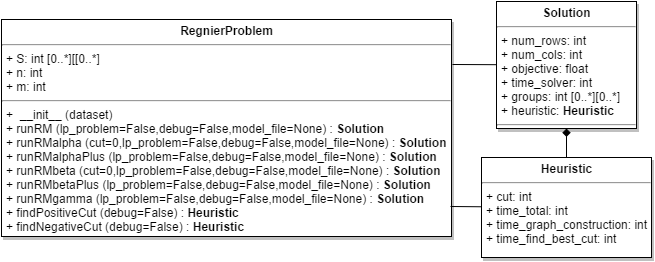 RegnierProblem
+ S: int [0..*][[0..*]
+ n: int
+ m: int
+ __init__ (dataset)
+ runRM (lp_problem=False,debug=False,model_file=None) : Solution
+ runRMalpha (cut=0,lp_problem=False,debug=False,model_file=None) : Solution
+ runRMalphaPlus (lp_problem=False,debug=False,model_file=None) : Solution
+ runRMbeta (cut=0,lp_problem=False,debug=False,model_file=None) : Solution
+ runRMbetaPlus (lp_problem=False,debug=False,model_file=None) : Solution
+ runRMgamma (lp_problem=False,debug=False,model_file=None) : Solution
+ findPositiveCut (debug=False) : Heuristic
+ findNegativeCut (debug=False) : Heuristic
Solution
+ num_rows: int
+ num_cols: int
+ objective: float
+ time_solver: int
+ groups: int [0..*][0..*]
+ heuristic: Heuristic
Heuristic
+ cut: int
+ time_total: int
+ time_graph_construction: int
+ time_find_best_cut: int